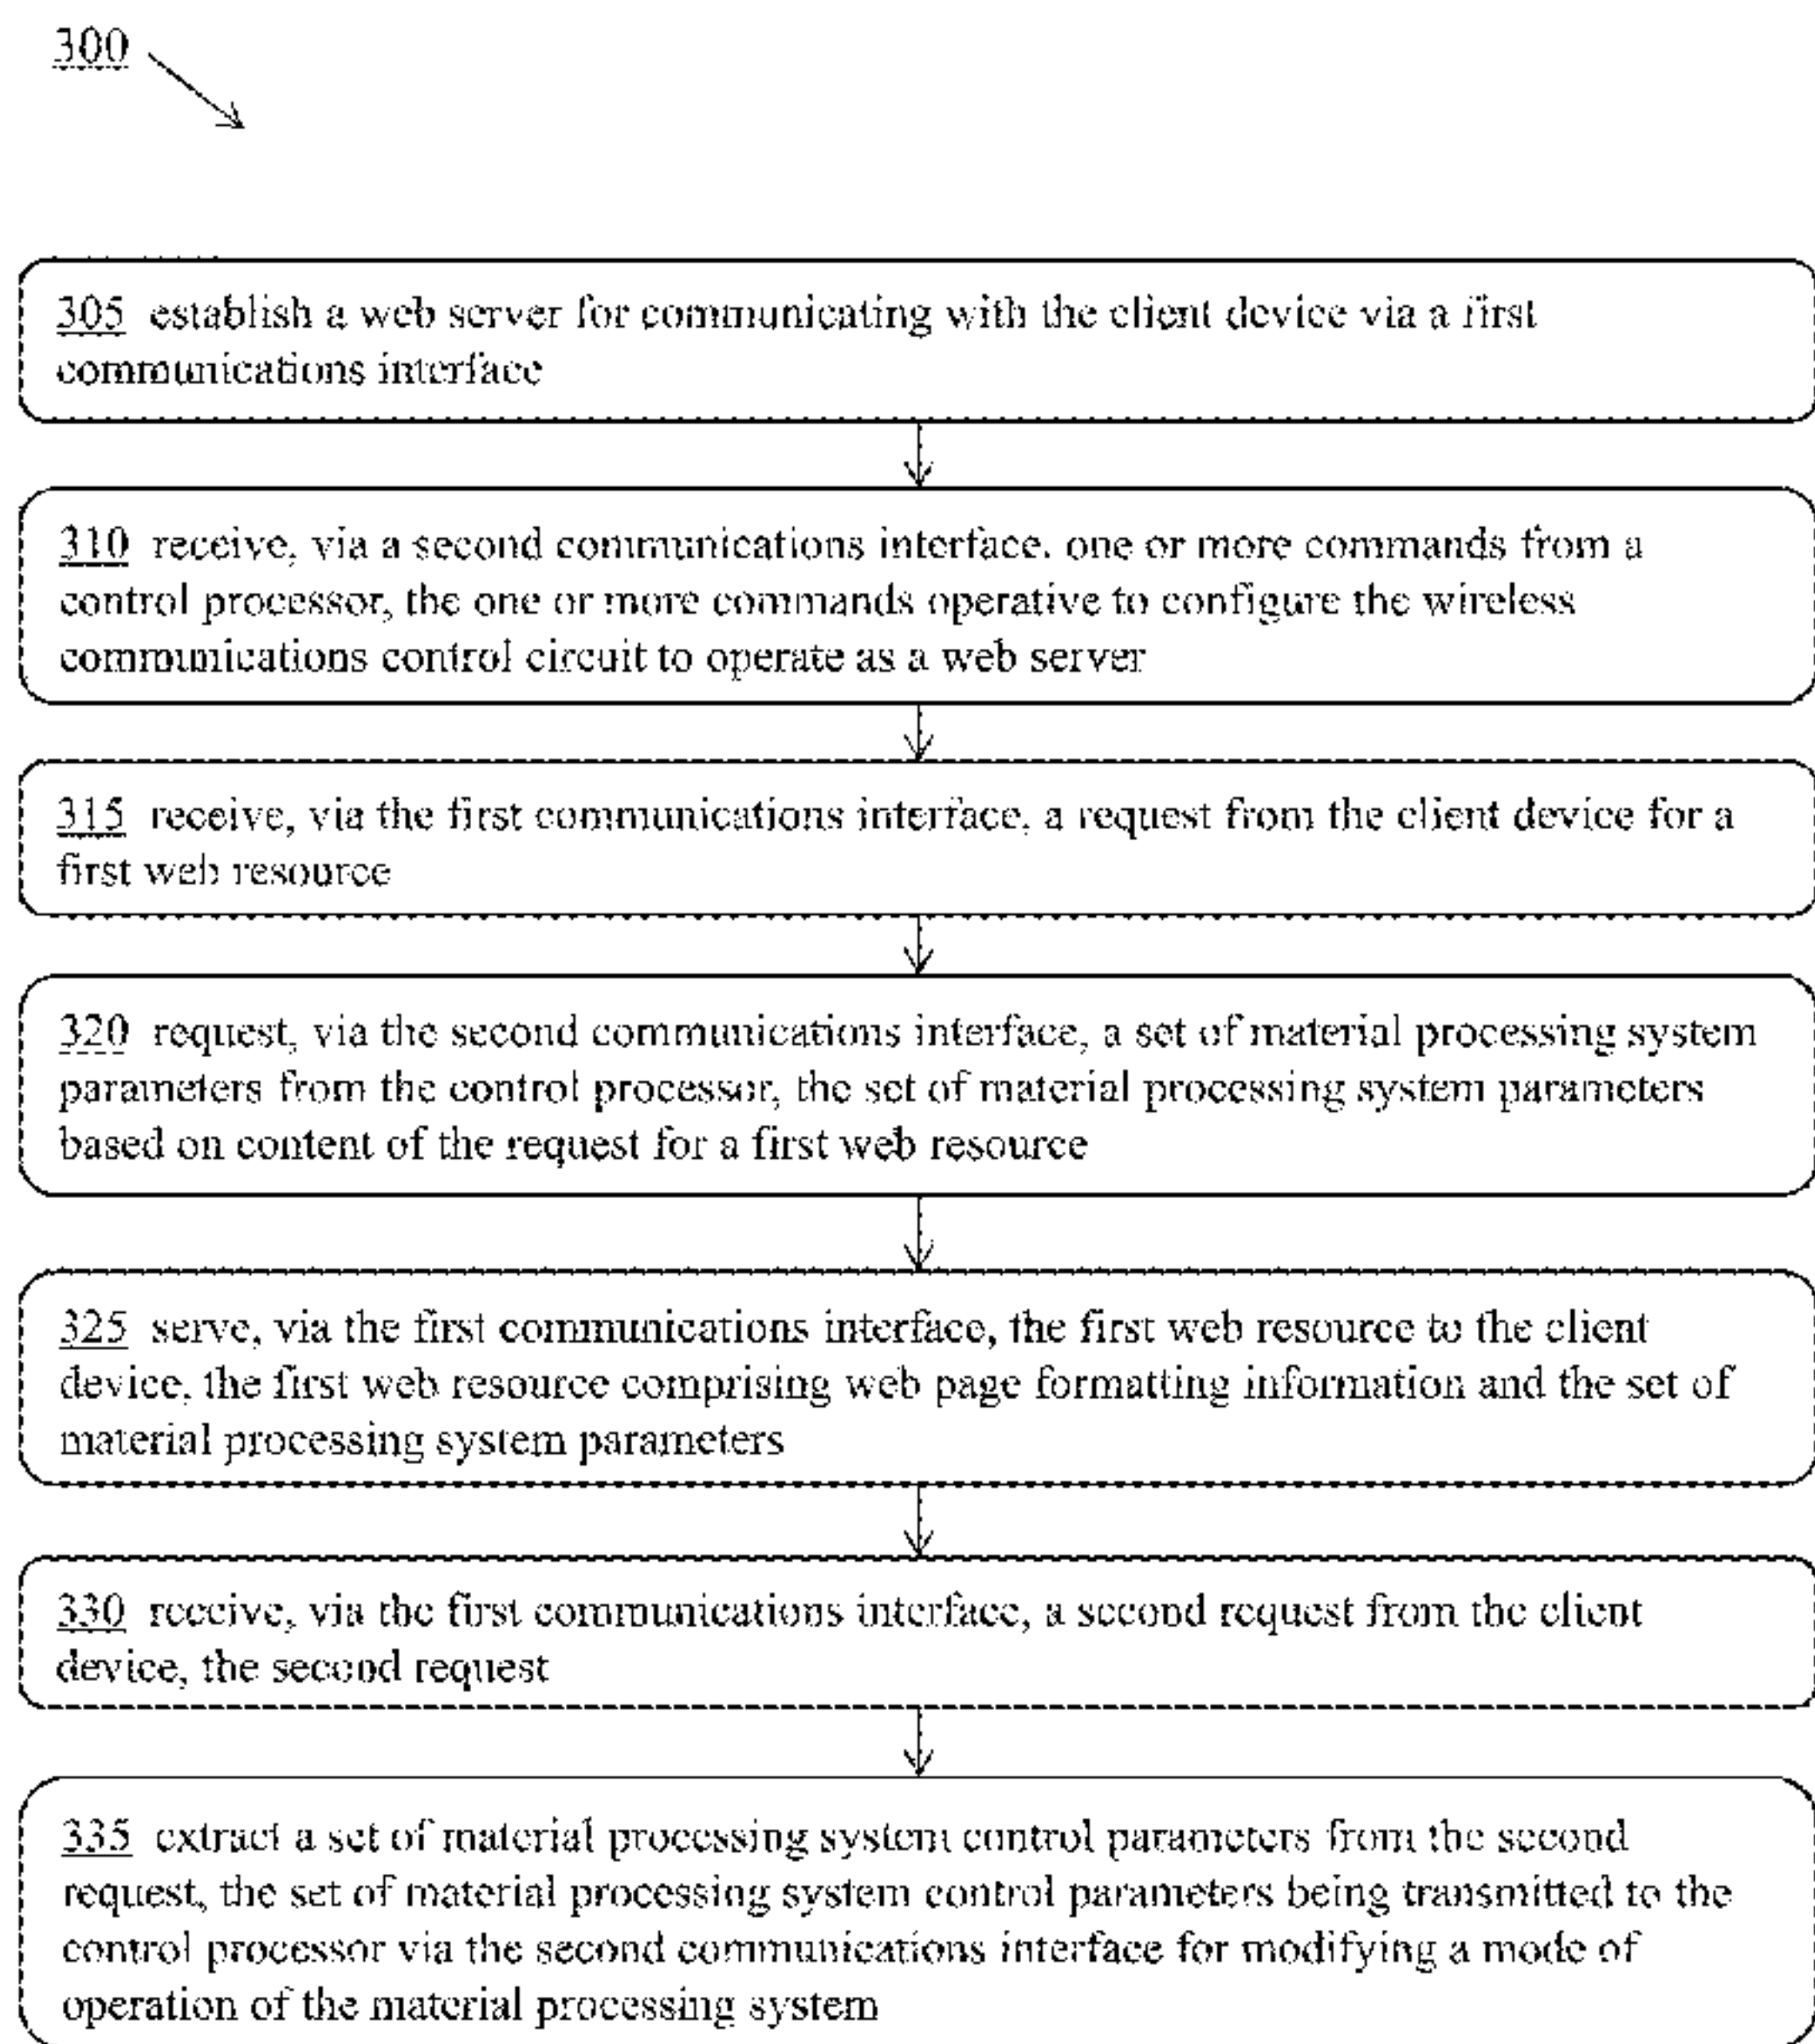 300
305 establish a web server for communicating with the client device via a first
communications interface
310 receive, via a second communications interface, one or more commands from a
control processor, the one or more commands operative to configure the wireless
communications control circuit to operate as a web server
315 receive, via the first communications interface, a request from the client device for a
first web resource
320 request, via the second communications interface, a set of material processing system
parameters from the control processor, the set of material processing system parameters
based on content of the request for a first web resource
325 serve, via the first communications interface, the first web resource to the client
device, the first web resource comprising web page formatting information and the set of
material processing system parameters
330 receive, via the first communications interface, a second request from the client
device, the second request
335 extract a set of material processing system control parameters from the second
request, the set of material processing system control parameters being transmitted to the
control processor via the second communications interface for modifying a mode of
operation of the material processing system